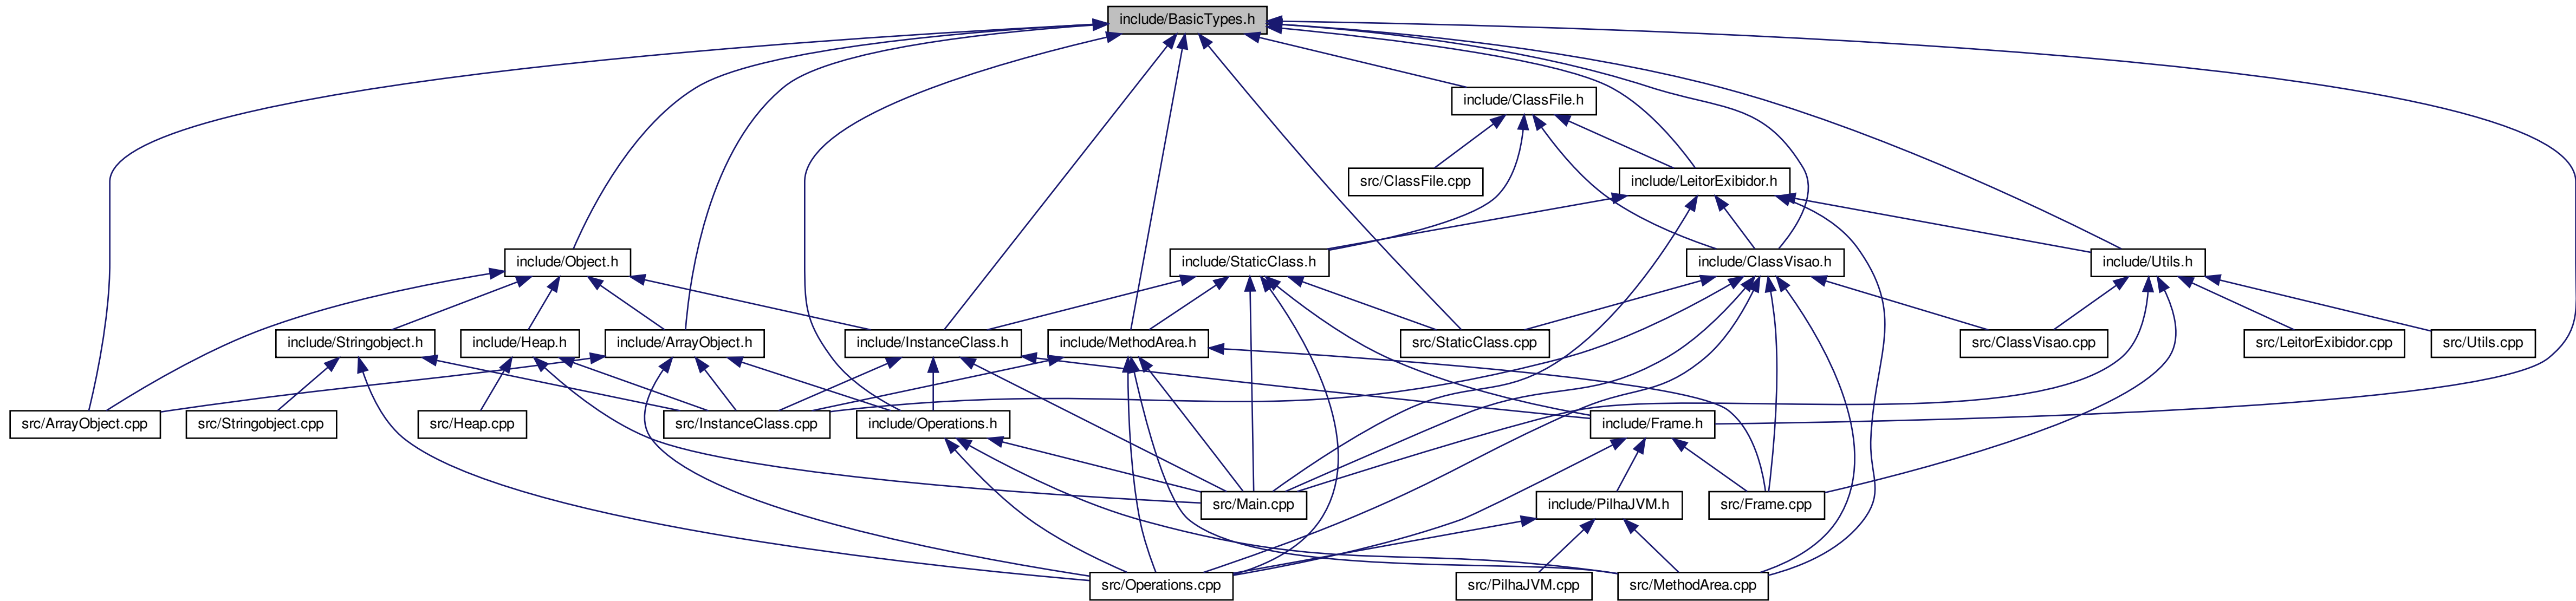 include/BasicTypes.h
include/ClassFile.h
src/ClassFile.cpp
include/LeitorExibidor.h
include/Object.h
include/StaticClass.h
include/ClassVisao.h
include/Utils.h
include/Stringobject.h
include/Heap.h
include/ArrayObject.h
include/InstanceClass.h
include/MethodArea.h
src/StaticClass.cpp
src/ClassVisao.cpp
src/LeitorExibidor.cpp
src/Utils.cpp
src/ArrayObject.cpp
src/Stringobject.cpp
src/Heap.cpp
src/InstanceClass.cpp
include/Operations.h
include/Frame.h
src/Main.cpp
include/PilhaJVM.h
src/Frame.cpp
src/Operations.cpp
src/PilhaJVM.cpp
src/MethodArea.cpp